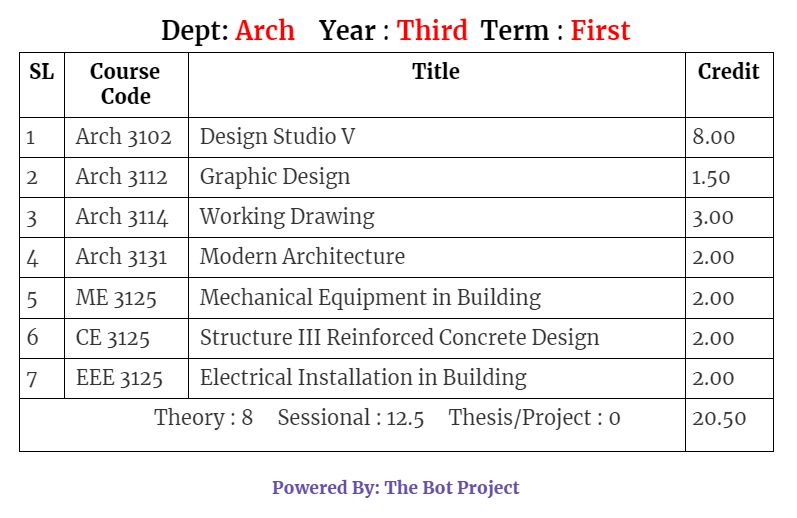 Dept: Arch Year : Third Term : First
SL Course Code Title Credit
1 Arch 3102 Design Studio V 8.00
2 Arch 3112 Graphic Design 1.50
3 Arch 3114 Working Drawing 3.00
4 Arch 3131 Modern Architecture 2.00
5 ME 3125 Mechanical Equipment in Building 2.00
6 CE 3125 Structure III Reinforced Concrete Design 2.00
7 EEE 3125 Electrical Installation in Building 2.00
Theory : 8 Sessional : 12.5 Thesis/Project : 0 20.50
Powered By: The Bot Project